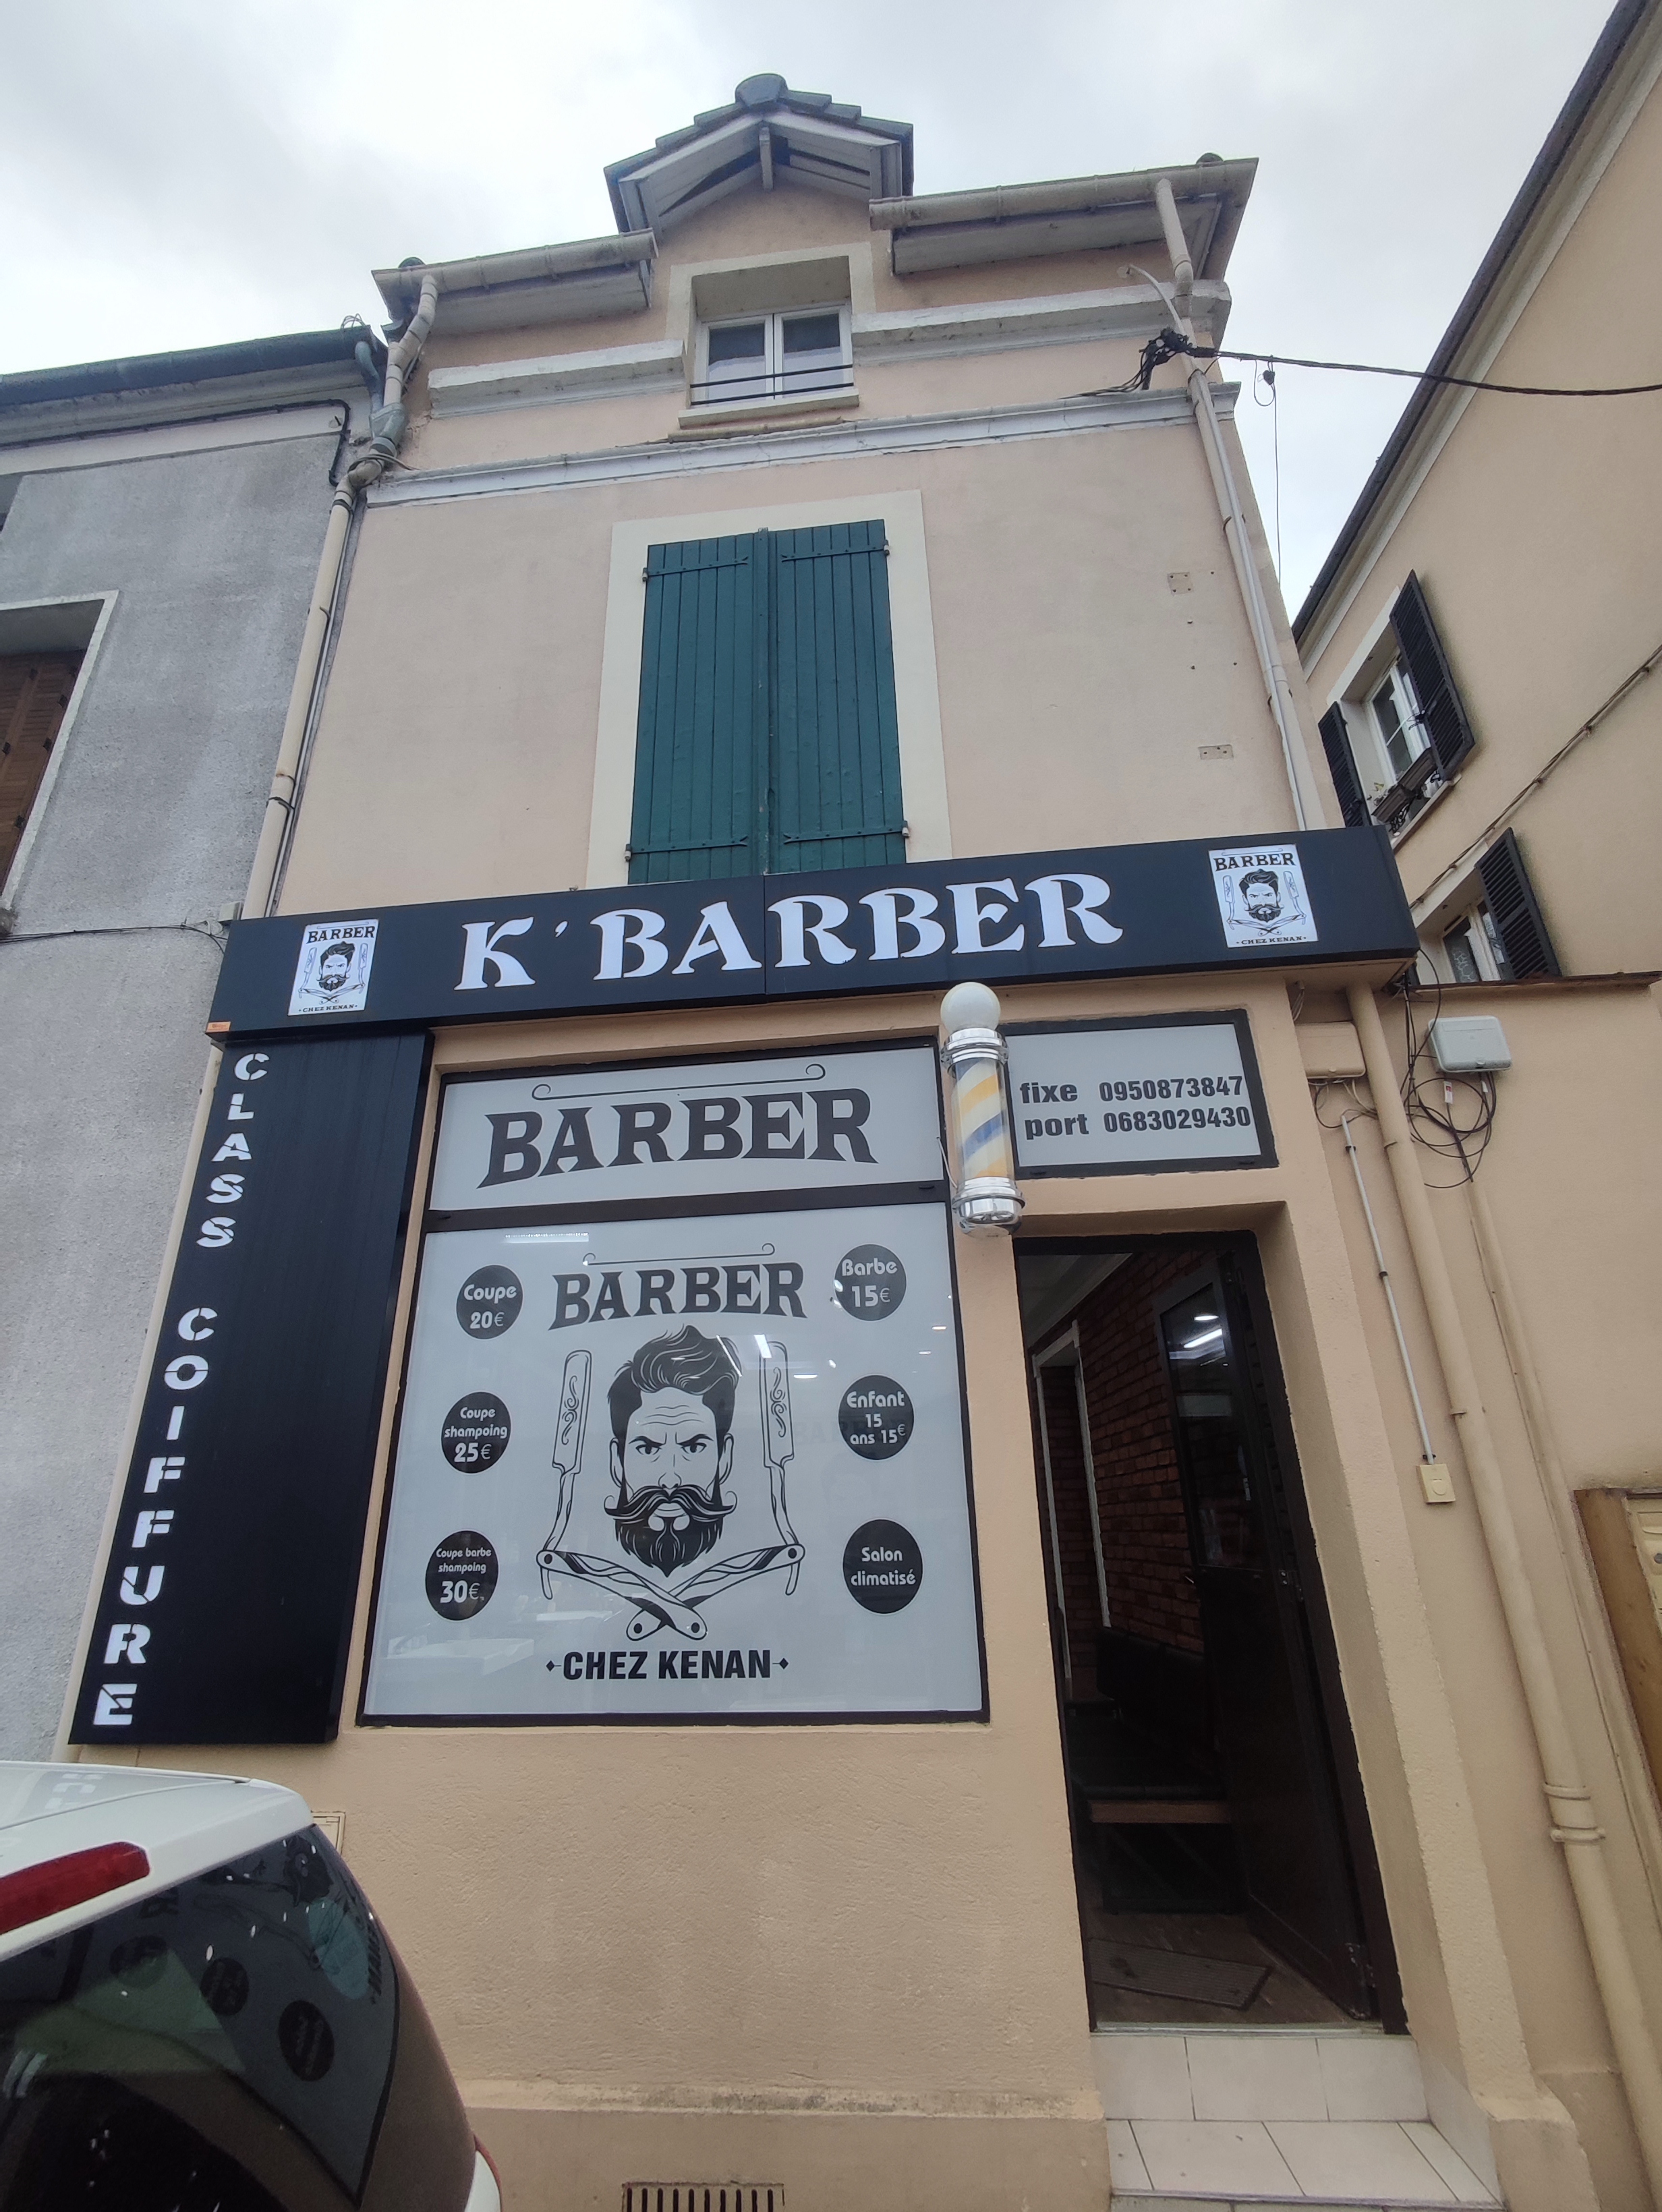 K'BARBER
BARBER
CHEZ KENAN
BARBER
CHEZ KENAN
CLASS COIFFURE
BARBER
fixe 0950873847
port 0683029430
BARBER
Coupe
20€
Coupe
shampoing
25€
Coupe barbe
shampoing
30€
Barbe
15€
Enfant
15
ans 15€
Salon
climatisé
CHEZ KENAN